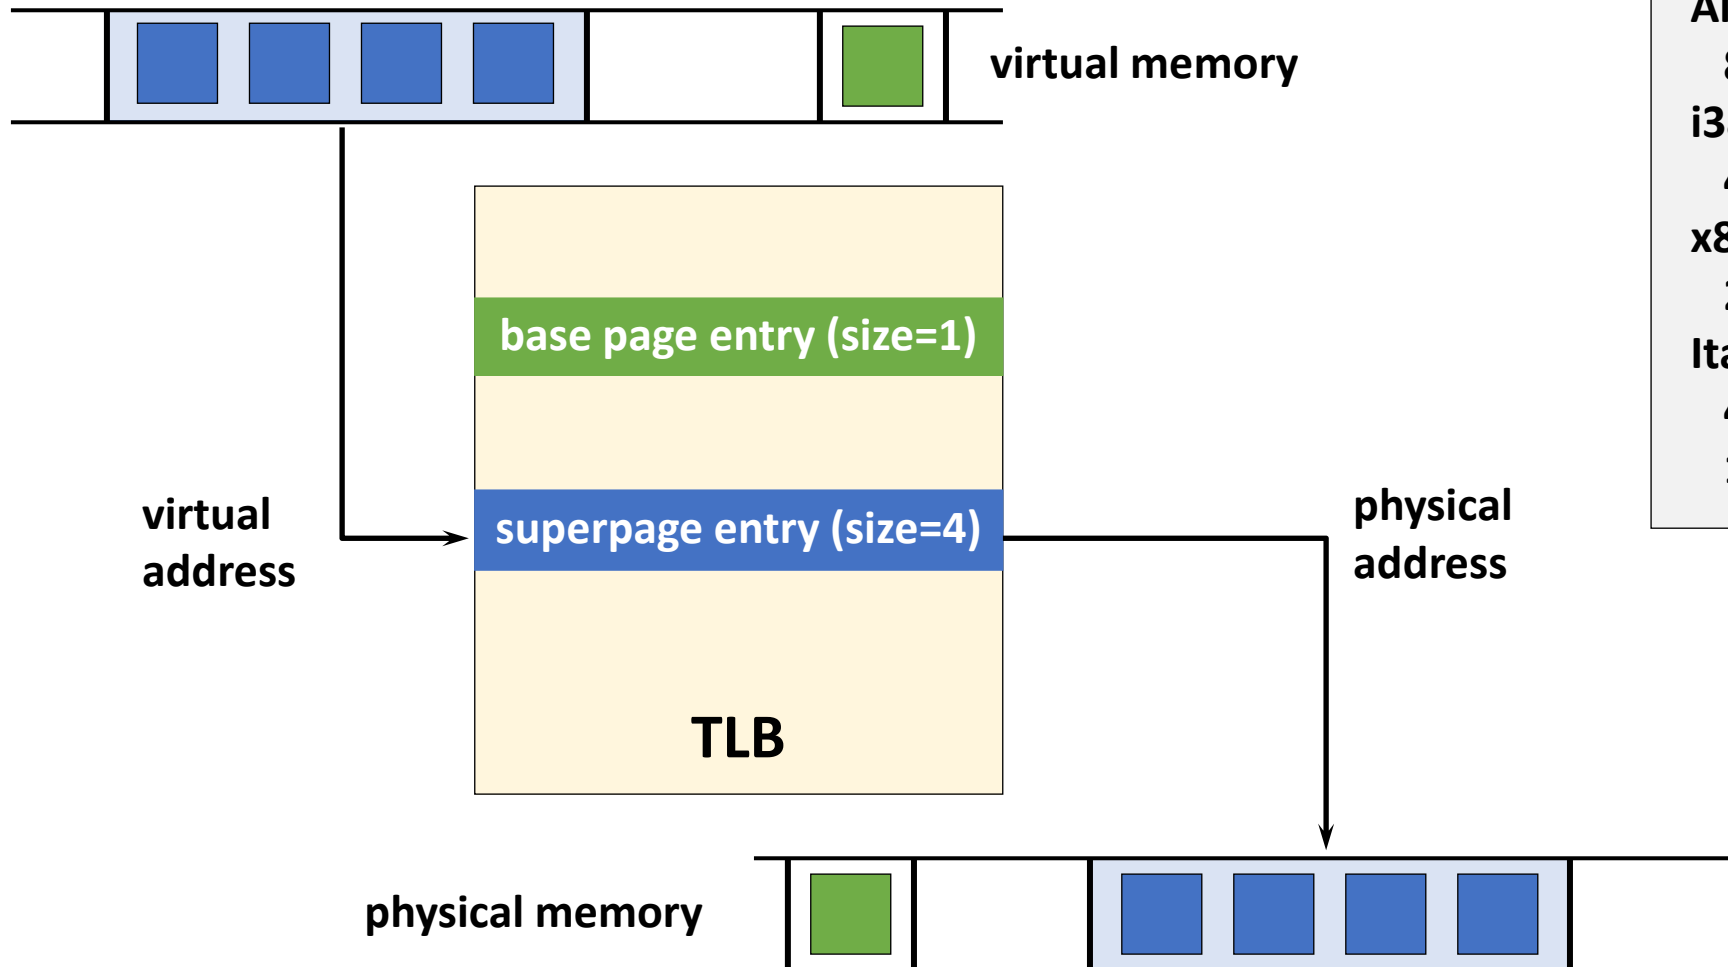 virtual memory
base page entry (size=1)
superpage entry (size=4)
virtual
address
physical
address
TLB
physical memory